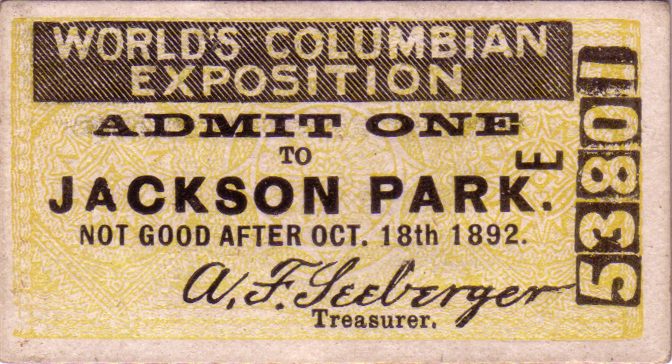 WORLD'S COLUMBIAN
EXPOSITION
ADMIT ONE
TO
JACKSON PARK.
NOT GOOD AFTER OCT. 18th 1892.
A. F. Seeberger
Treasurer.
E
53801